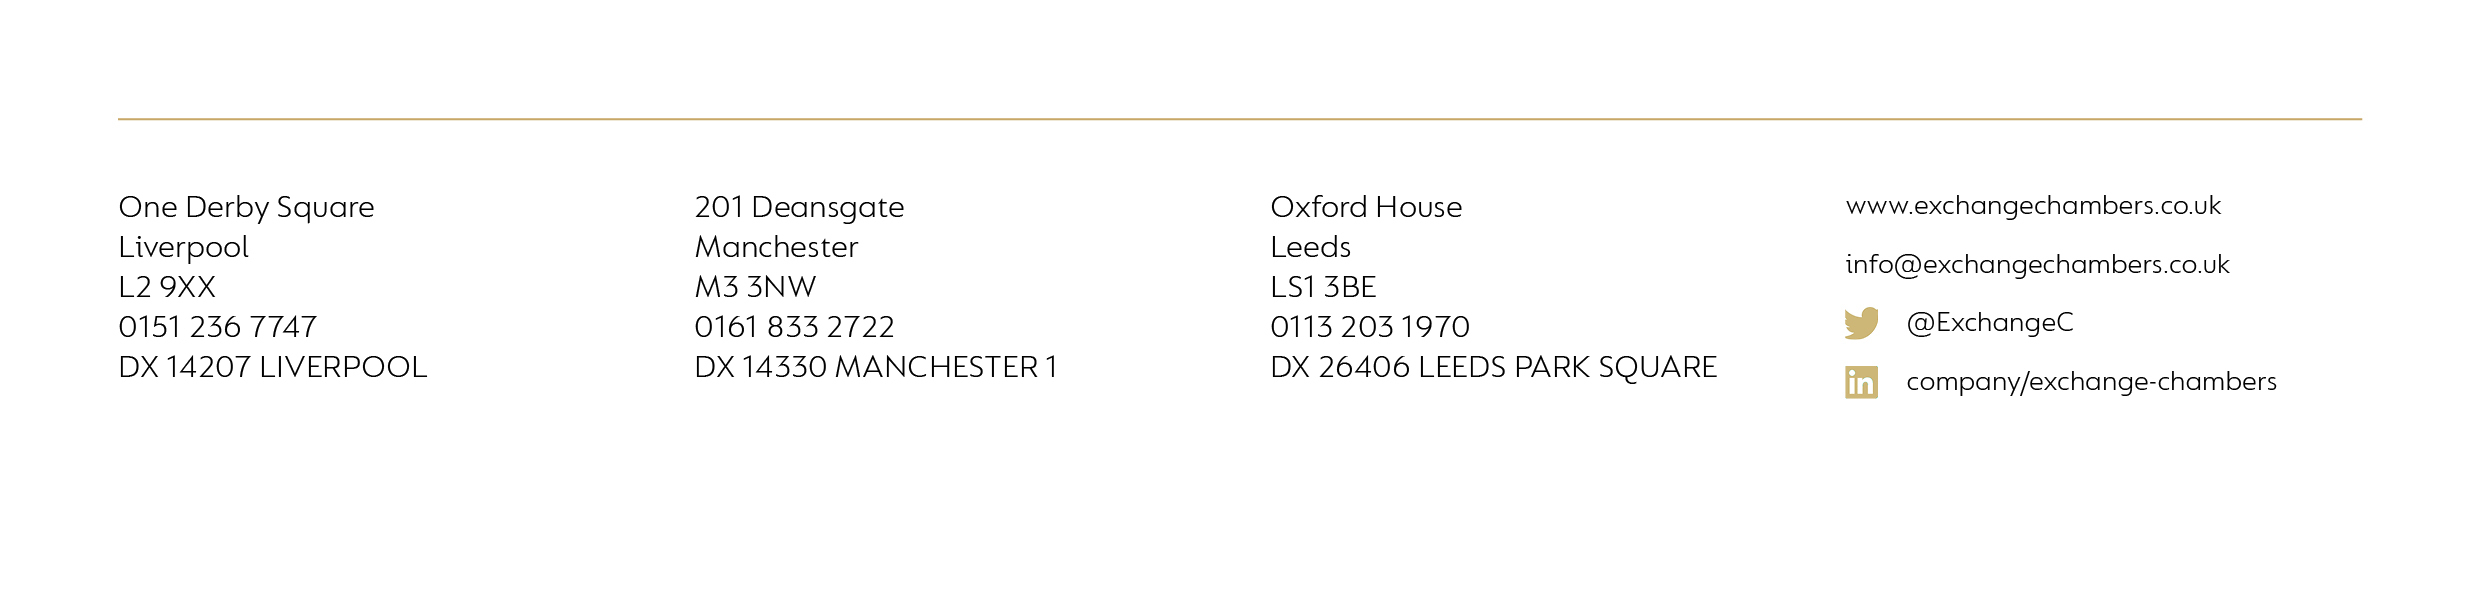 One Derby Square
Liverpool
L2 9XX
0151 236 7747
DX 14207 LIVERPOOL
201 Deansgate
Manchester
M3 3NW
0161 833 2722
DX 14330 MANCHESTER 1
Oxford House
Leeds
LS1 3BE
0113 203 1970
DX 26406 LEEDS PARK SQUARE
www.exchangechambers.co.uk
info@exchangechambers.co.uk
@ExchangeC
in company/exchange-chambers